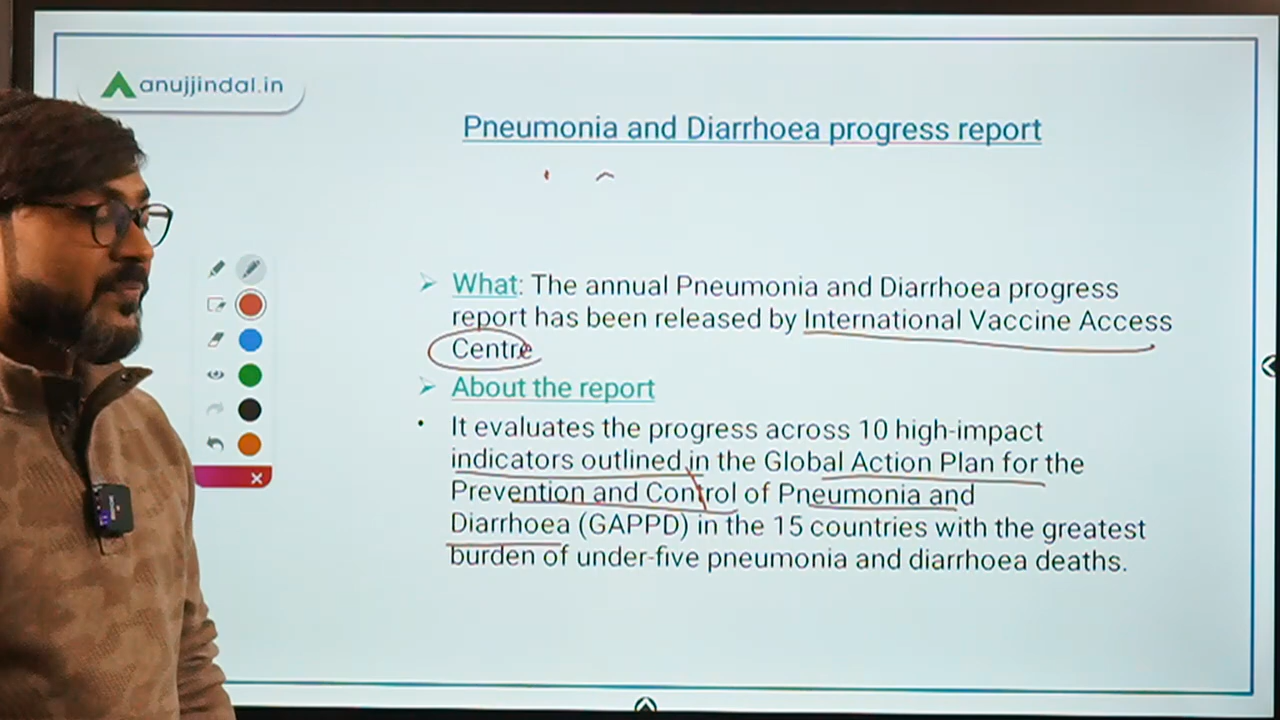 anujjindal.in
Pneumonia and Diarrhoea progress report
What: The annual Pneumonia and Diarrhoea progress
report has been released by International Vaccine Access
Centre
About the report
It evaluates the progress across 10 high-impact
indicators outlined in the Global Action Plan for the
Prevention and Control of Pneumonia and
Diarrhoea (GAPPD) in the 15 countries with the greatest
burden of under-five pneumonia and diarrhoea deaths.